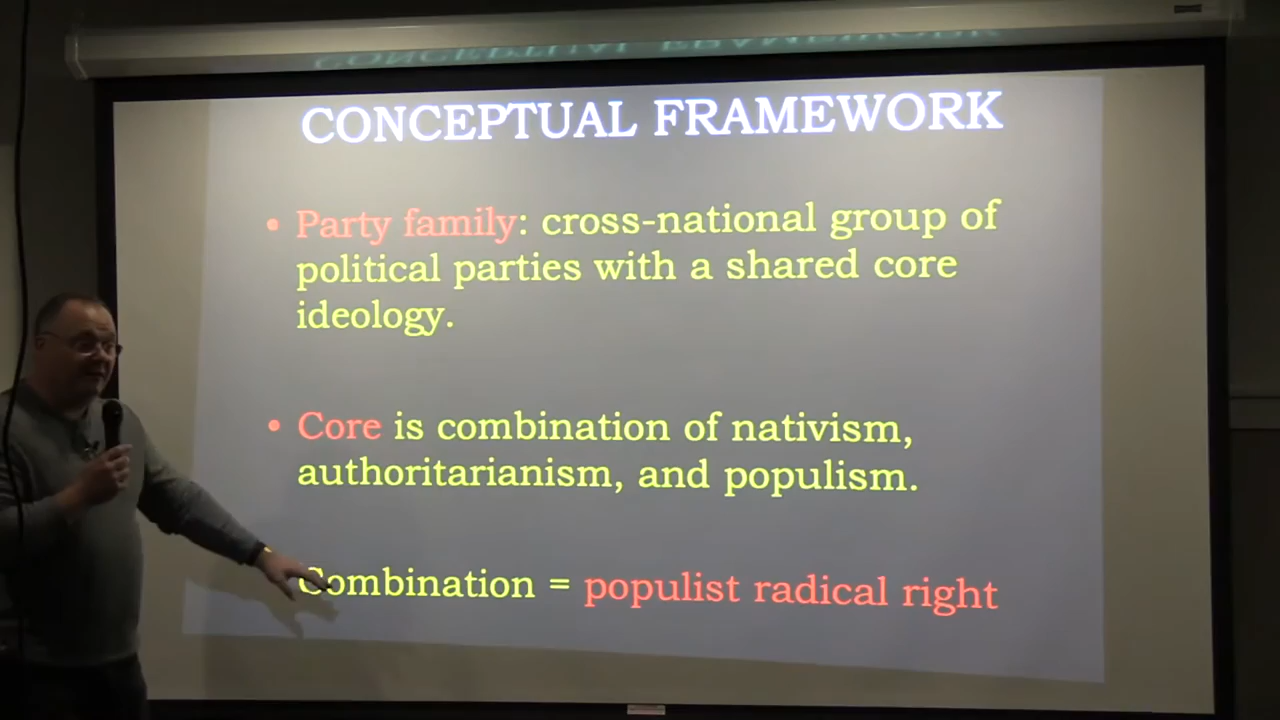 CONCEPTUAL FRAMEWORK
• Party family: cross-national group of
political parties with a shared core
ideology.
• Core is combination of nativism,
authoritarianism, and populism.
Combination = populist radical right